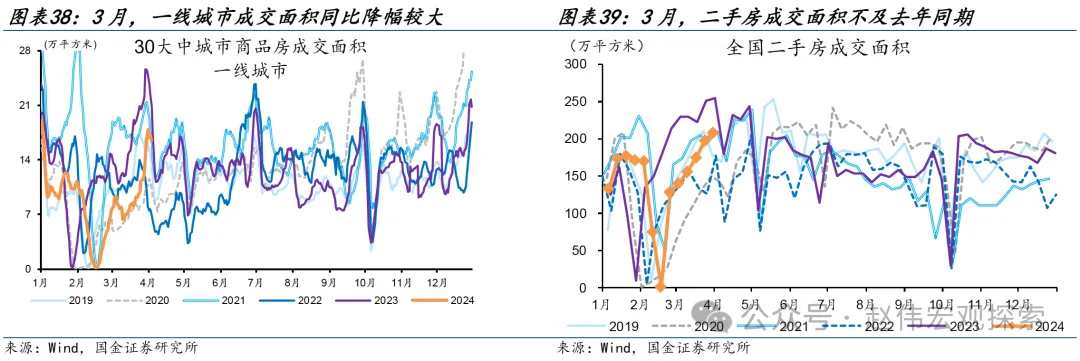 图表38：3月，一线城市成交面积同比降幅较大
(万平方米)
30大中城市商品房成交面积
一线城市
28
21
14
7
0
1月 2月 3月 4月 5月 6月 7月 8月 9月 10月 11月 12月
2019 2020 2021 2022 2023 2024
来源：Wind，国金证券研究所
图表39：3月，二手房成交面积不及去年同期
（万平方米）
全国二手房成交面积
300
250
200
150
100
50
0
1月 2月 3月 4月 5月 6月 7月 8月 9月 10月 11月 12月
2019 2020 2021 2022 2023 2024
公众号·赵伟宏观探索
来源：Wind，国金证券研究所